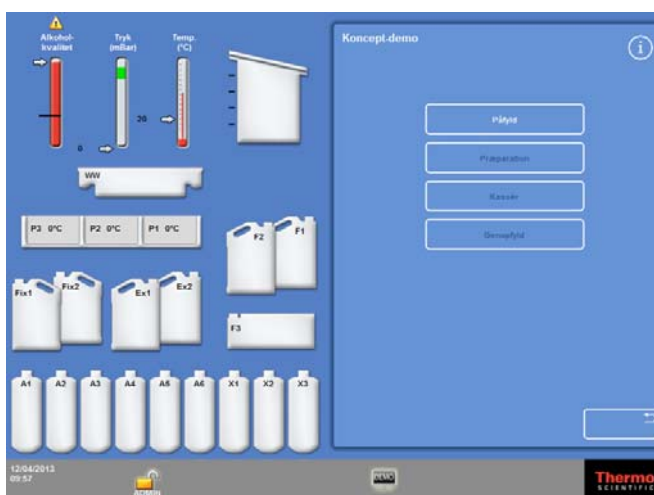 Alkohol-
kvalitet
Tryk
(mBar)
Temp.
(°C)
0
20
WW
P3 0°C
P2 0°C
P1 0°C
F2
F1
Fix1
Fix2
Ex1
Ex2
F3
A1
A2
A3
A4
A5
A6
X1
X2
X3
Koncept-demo
i
Påfyld
Præparation
Kassér
Genopfyld
12/04/2013
09:57
ADMIN
DEMO
Thermo
SCIENTIFIC